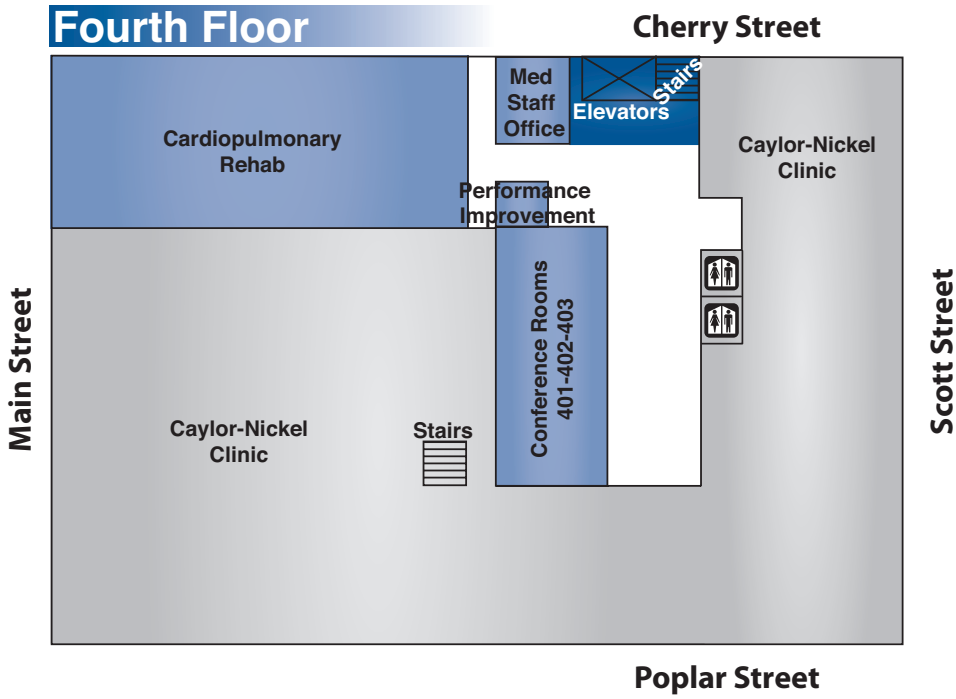 Fourth Floor
Cherry Street
Med
Staff
Office
Elevators
Stairs
Cardiopulmonary
Rehab
Caylor-Nickel
Clinic
Performance
Improvement
Conference Rooms
401-402-403
Main Street
Scott Street
Caylor-Nickel
Clinic
Stairs
Poplar Street